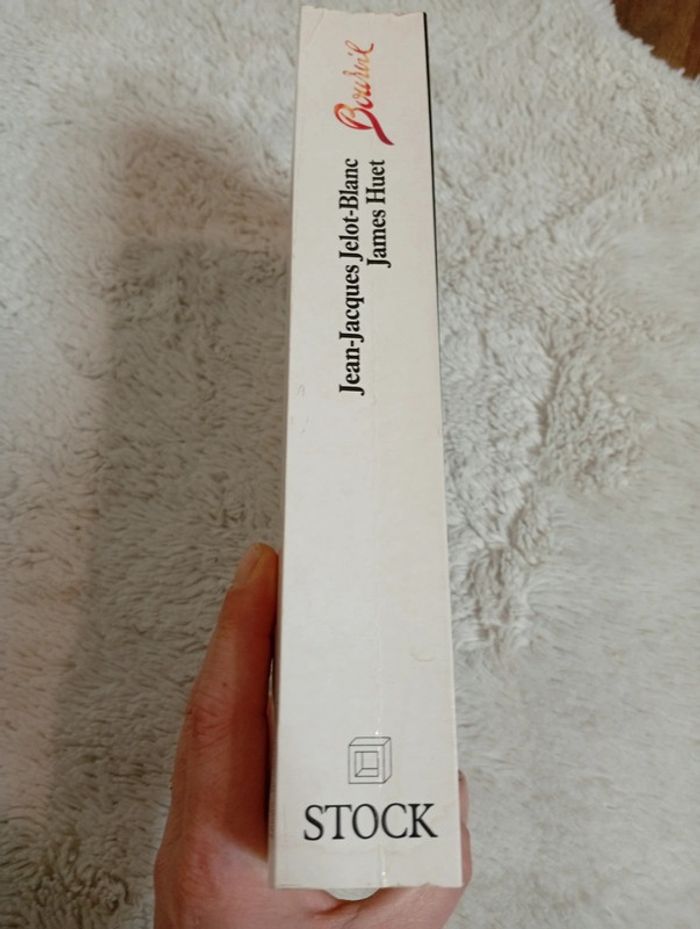 Bourvil
Jean-Jacques Jelot-Blanc
James Huet
STOCK